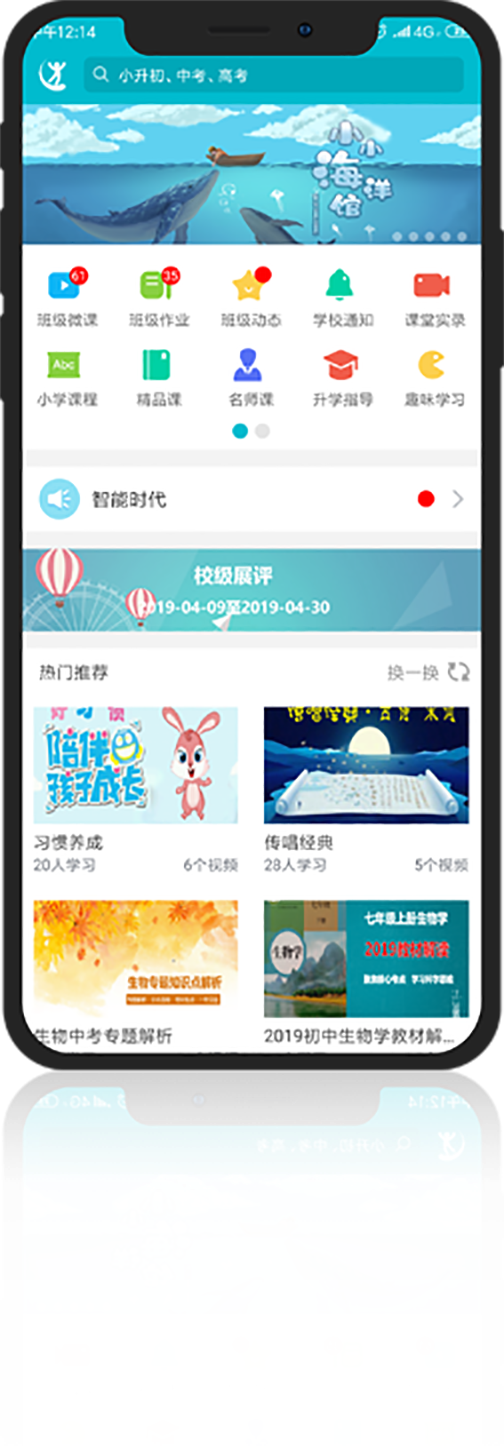 午12:14
4G
小升初、中考、高考
小小
海洋
馆
61
35
班级微课
班级作业
班级动态
学校通知
课堂实录
Abc
小学课程
精品课
名师课
升学指导
趣味学习
智能时代
校级展评
2019-04-09至2019-04-30
热门推荐
换一换
好习惯
陪伴
孩子成长
习惯养成
20人学习
6个视频
传唱经典
28人学习
5个视频
生物专题知识点解析
生物中考专题解析
生物学
七年级上册生物学
2019教材解读
2019初中生物学教材解...